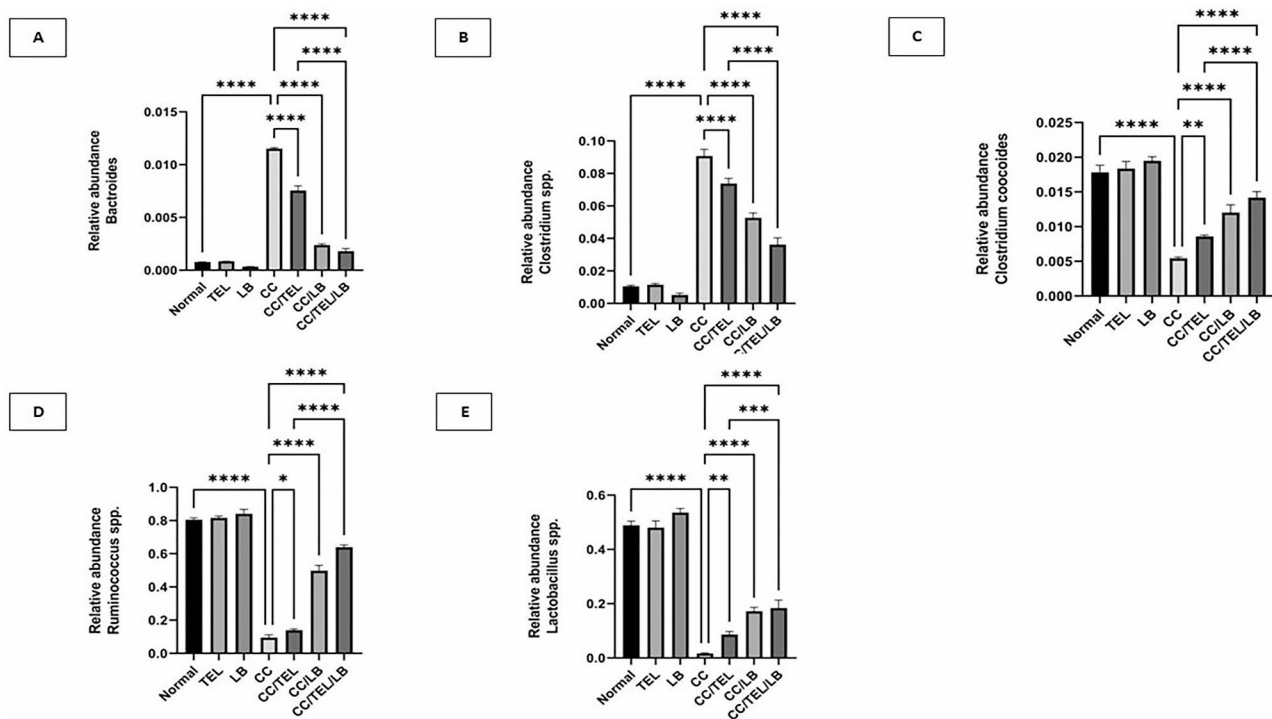 A
****
****
**** ****
****
0.015
0.010
0.005
0.000
Relative abundance
Bactroides
Normal
TEL
LB
CC
CC/TEL
CC/LB
CC/TEL/LB
B
****
****
**** ****
****
0.10
0.08
0.06
0.04
0.02
0.00
Relative abundance
Clostridium spp.
Normal
TEL
LB
CC
CC/TEL
CC/LB
C/TEL/LB
C
****
****
****
**** **
0.025
0.020
0.015
0.010
0.005
0.000
Relative abundance
Clostridium coocoides
Normal
TEL
LB
CC
CC/TEL
CC/LB
CC/TEL/LB
D
****
****
****
**** *
1.0
0.8
0.6
0.4
0.2
0.0
Relative abundance
Ruminococcus spp.
Normal
TEL
LB
CC
CC/TEL
CC/LB
CC/TEL/LB
E
****
***
****
**** **
0.6
0.4
0.2
0.0
Relative abundance
Lactobacillus spp.
Normal
TEL
LB
CC
CC/TEL
CC/LB
CC/TEL/LB